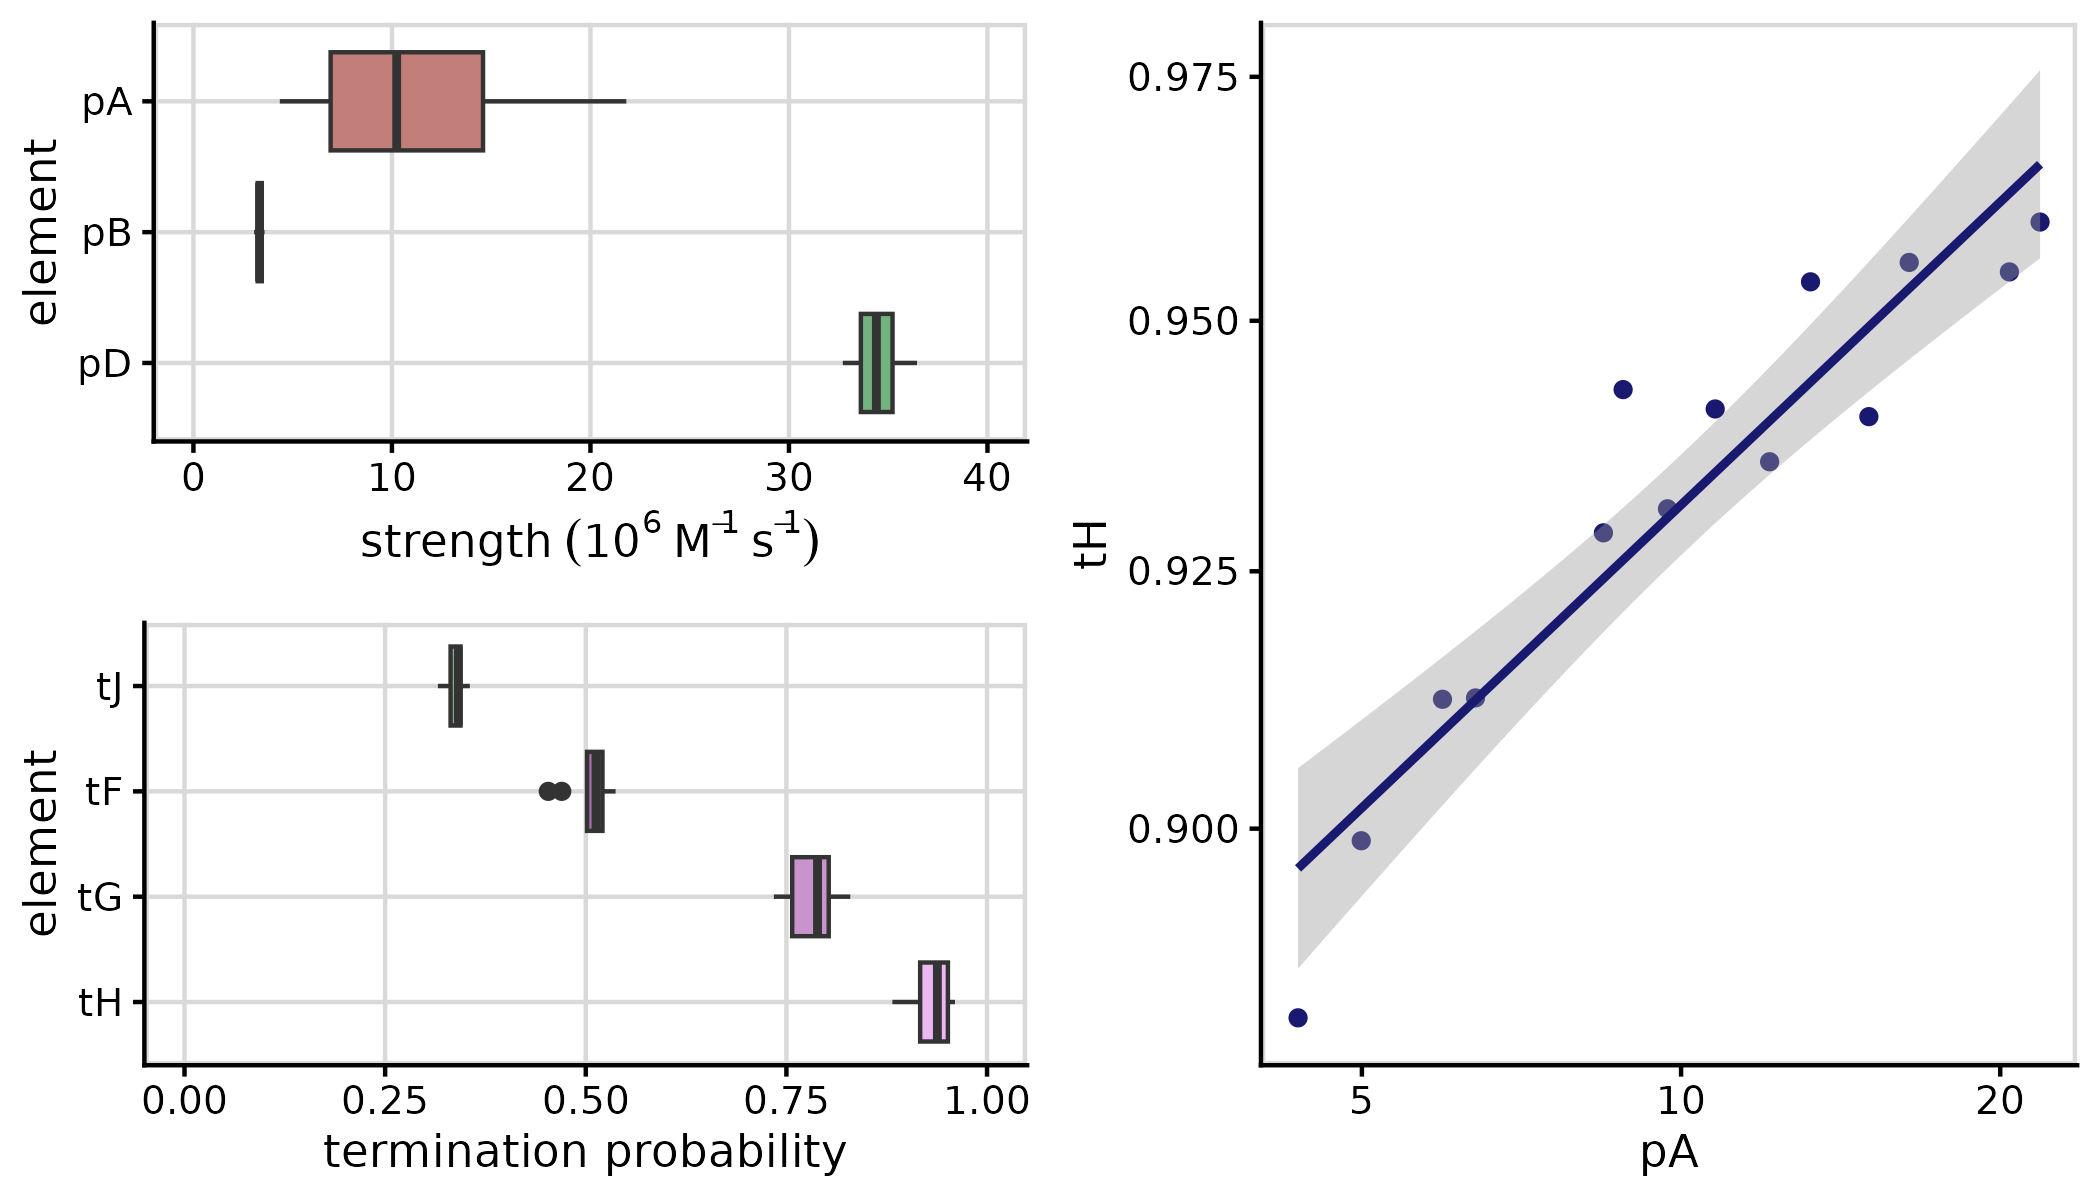 element
pA
pB
pD
0 10 20 30 40
strength (10⁶ M⁻¹ s⁻¹)
element
tJ
tF
tG
tH
0.00 0.25 0.50 0.75 1.00
termination probability
tH
0.975
0.950
0.925
0.900
5 10 20
pA